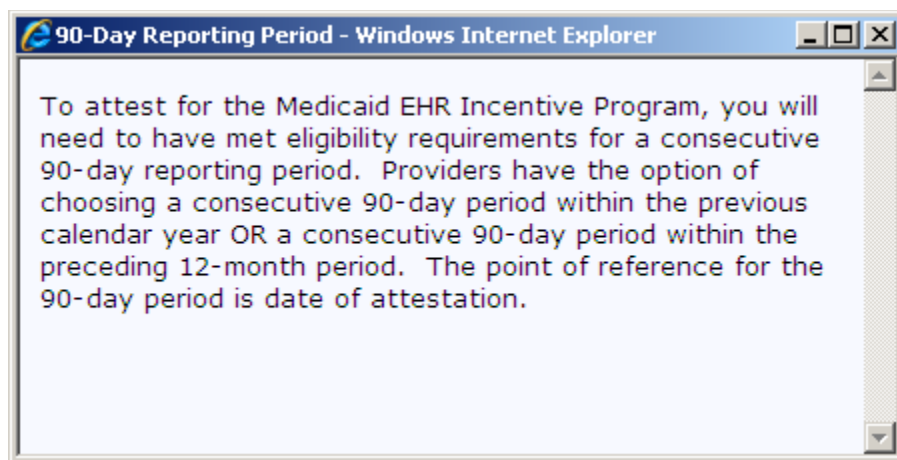 90-Day Reporting Period - Windows Internet Explorer
To attest for the Medicaid EHR Incentive Program, you will
need to have met eligibility requirements for a consecutive
90-day reporting period.  Providers have the option of
choosing a consecutive 90-day period within the previous
calendar year OR a consecutive 90-day period within the
preceding 12-month period.  The point of reference for the
90-day period is date of attestation.